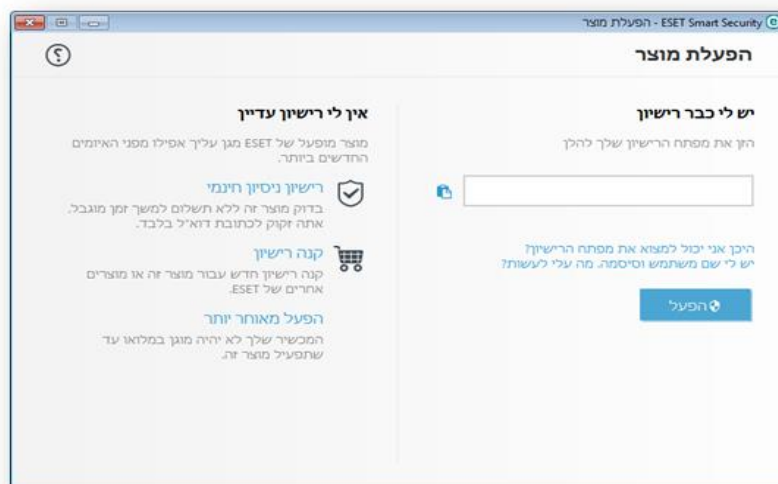 ESET Smart Security - הפעלת מוצר
הפעלת מוצר
יש לי כבר רישיון
הזן את מפתח הרישיון שלך להלן
היכן אני יכול למצוא את מפתח הרישיון?
יש לי שם משתמש וסיסמה. מה עלי לעשות?
הפעל
אין לי רישיון עדיין
מוצר מופעל של ESET מגן עליך אפילו מפני האיומים
החדשים ביותר.
רישיון ניסיון חינמי
בדוק מוצר זה ללא תשלום למשך זמן מוגבל.
אתה זקוק לכתובת דוא"ל בלבד.
קנה רישיון
קנה רישיון חדש עבור מוצר זה או מוצרים
אחרים של ESET.
הפעל מאוחר יותר
המכשיר שלך לא יהיה מוגן במלואו עד
שתפעיל מוצר זה.